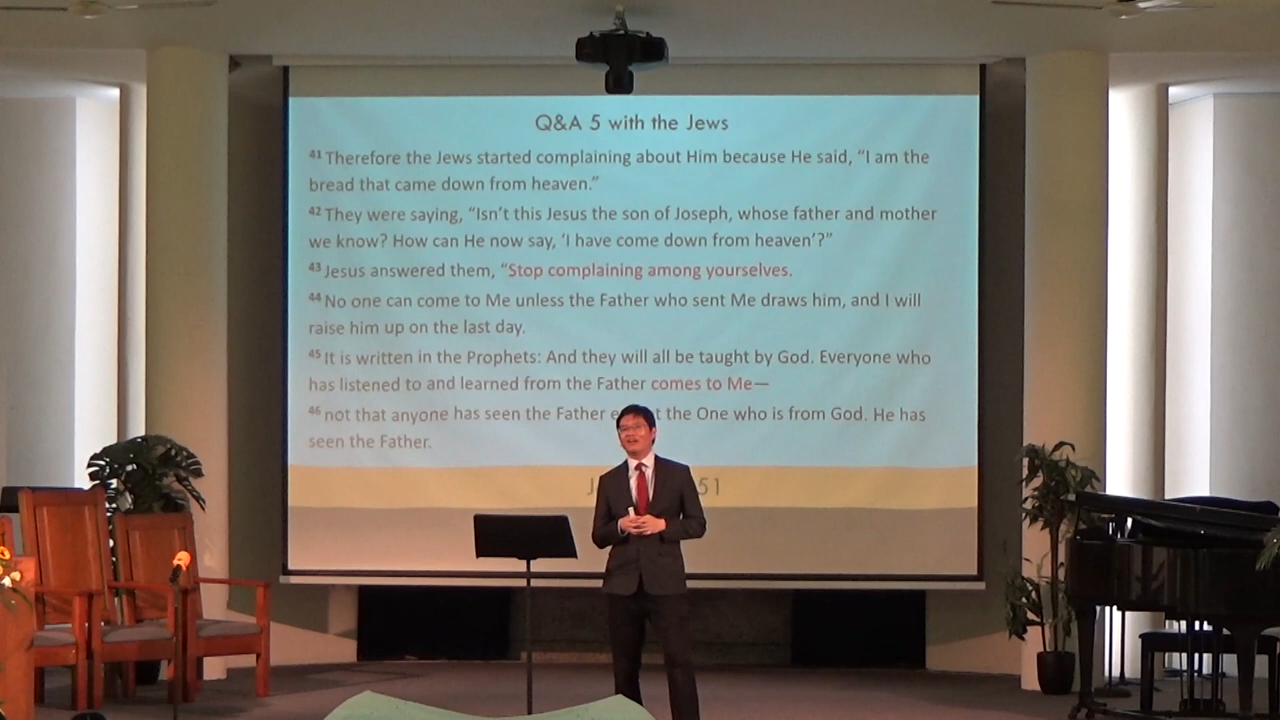 Q&A 5 with the Jews
41 Therefore the Jews started complaining about Him because He said, “I am the
bread that came down from heaven.”
42 They were saying, “Isn’t this Jesus the son of Joseph, whose father and mother
we know? How can He now say, ‘I have come down from heaven’?”
43 Jesus answered them, “Stop complaining among yourselves.
44 No one can come to Me unless the Father who sent Me draws him, and I will
raise him up on the last day.
45 It is written in the Prophets: And they will all be taught by God. Everyone who
has listened to and learned from the Father comes to Me—
46 not that anyone has seen the Father the One who is from God. He has
seen the Father.
51